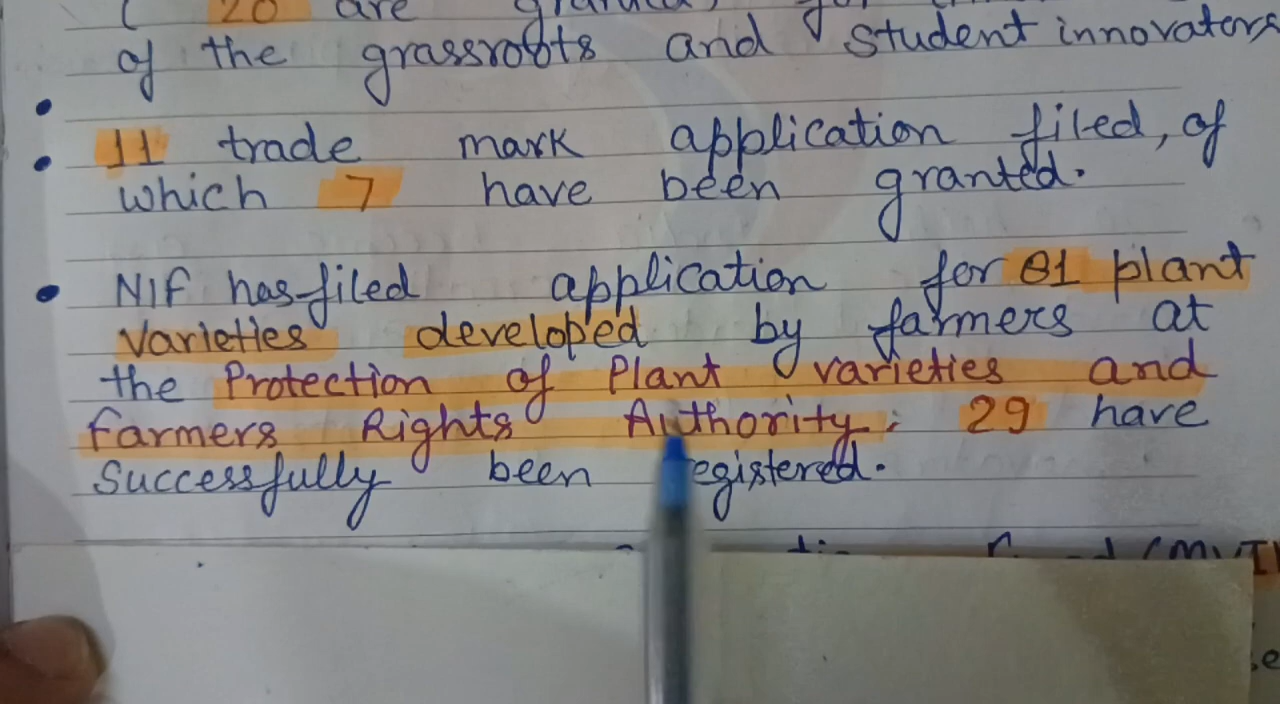 ( 20 are
of the grassroots and student innovators
11 trade mark application filed, of
which 7 have been granted.
NIF has filed application for 81 plant
varieties developed by farmers at
the Protection of Plant varieties and
Farmers Rights Authority. 29 have
Successfully been registered.